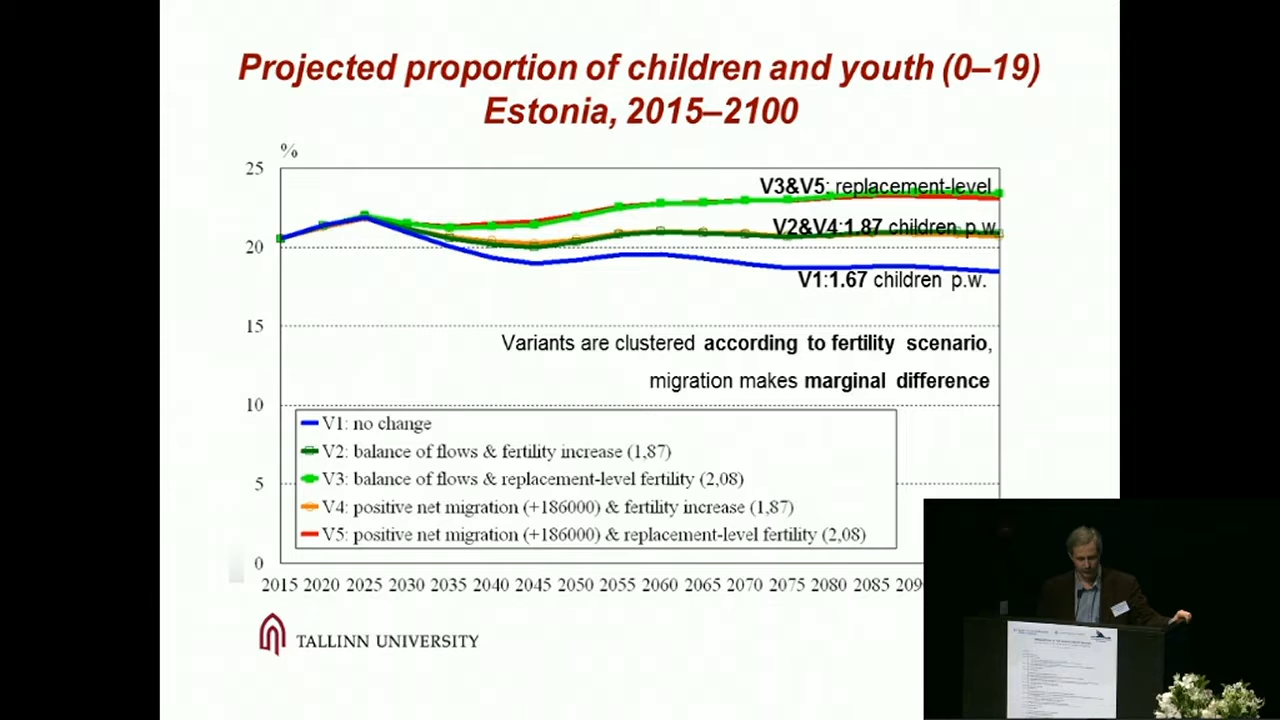 Projected proportion of children and youth (0–19)
Estonia, 2015–2100
%
25
20
15
10
5
0
V3&V5: replacement-level
V2&V4:1.87 children p.w.
V1:1.67 children p.w.
Variants are clustered according to fertility scenario,
migration makes marginal difference
V1: no change
V2: balance of flows & fertility increase (1,87)
V3: balance of flows & replacement-level fertility (2,08)
V4: positive net migration (+186000) & fertility increase (1,87)
V5: positive net migration (+186000) & replacement-level fertility (2,08)
2015 2020 2025 2030 2035 2040 2045 2050 2055 2060 2065 2070 2075 2080 2085
TALLINN UNIVERSITY